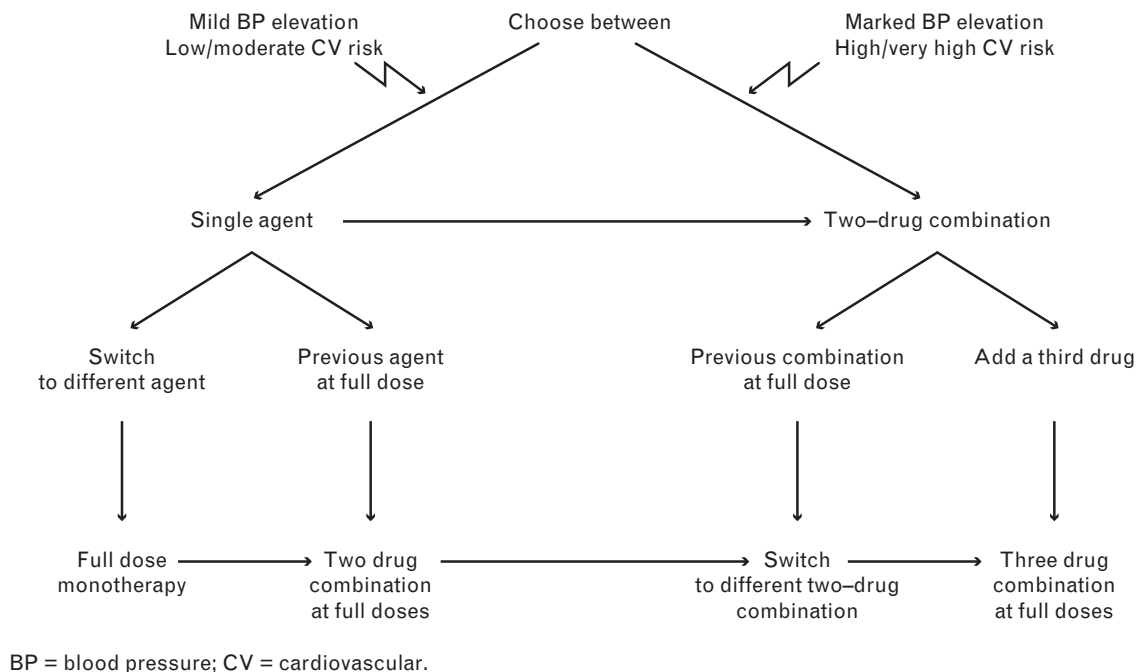 Mild BP elevation
Low/moderate CV risk
Choose between
Marked BP elevation
High/very high CV risk
Single agent
Two–drug combination
Switch
to different agent
Previous agent
at full dose
Previous combination
at full dose
Add a third drug
Full dose
monotherapy
Two drug
combination
at full doses
Switch
to different two–drug
combination
Three drug
combination
at full doses
BP = blood pressure; CV = cardiovascular.